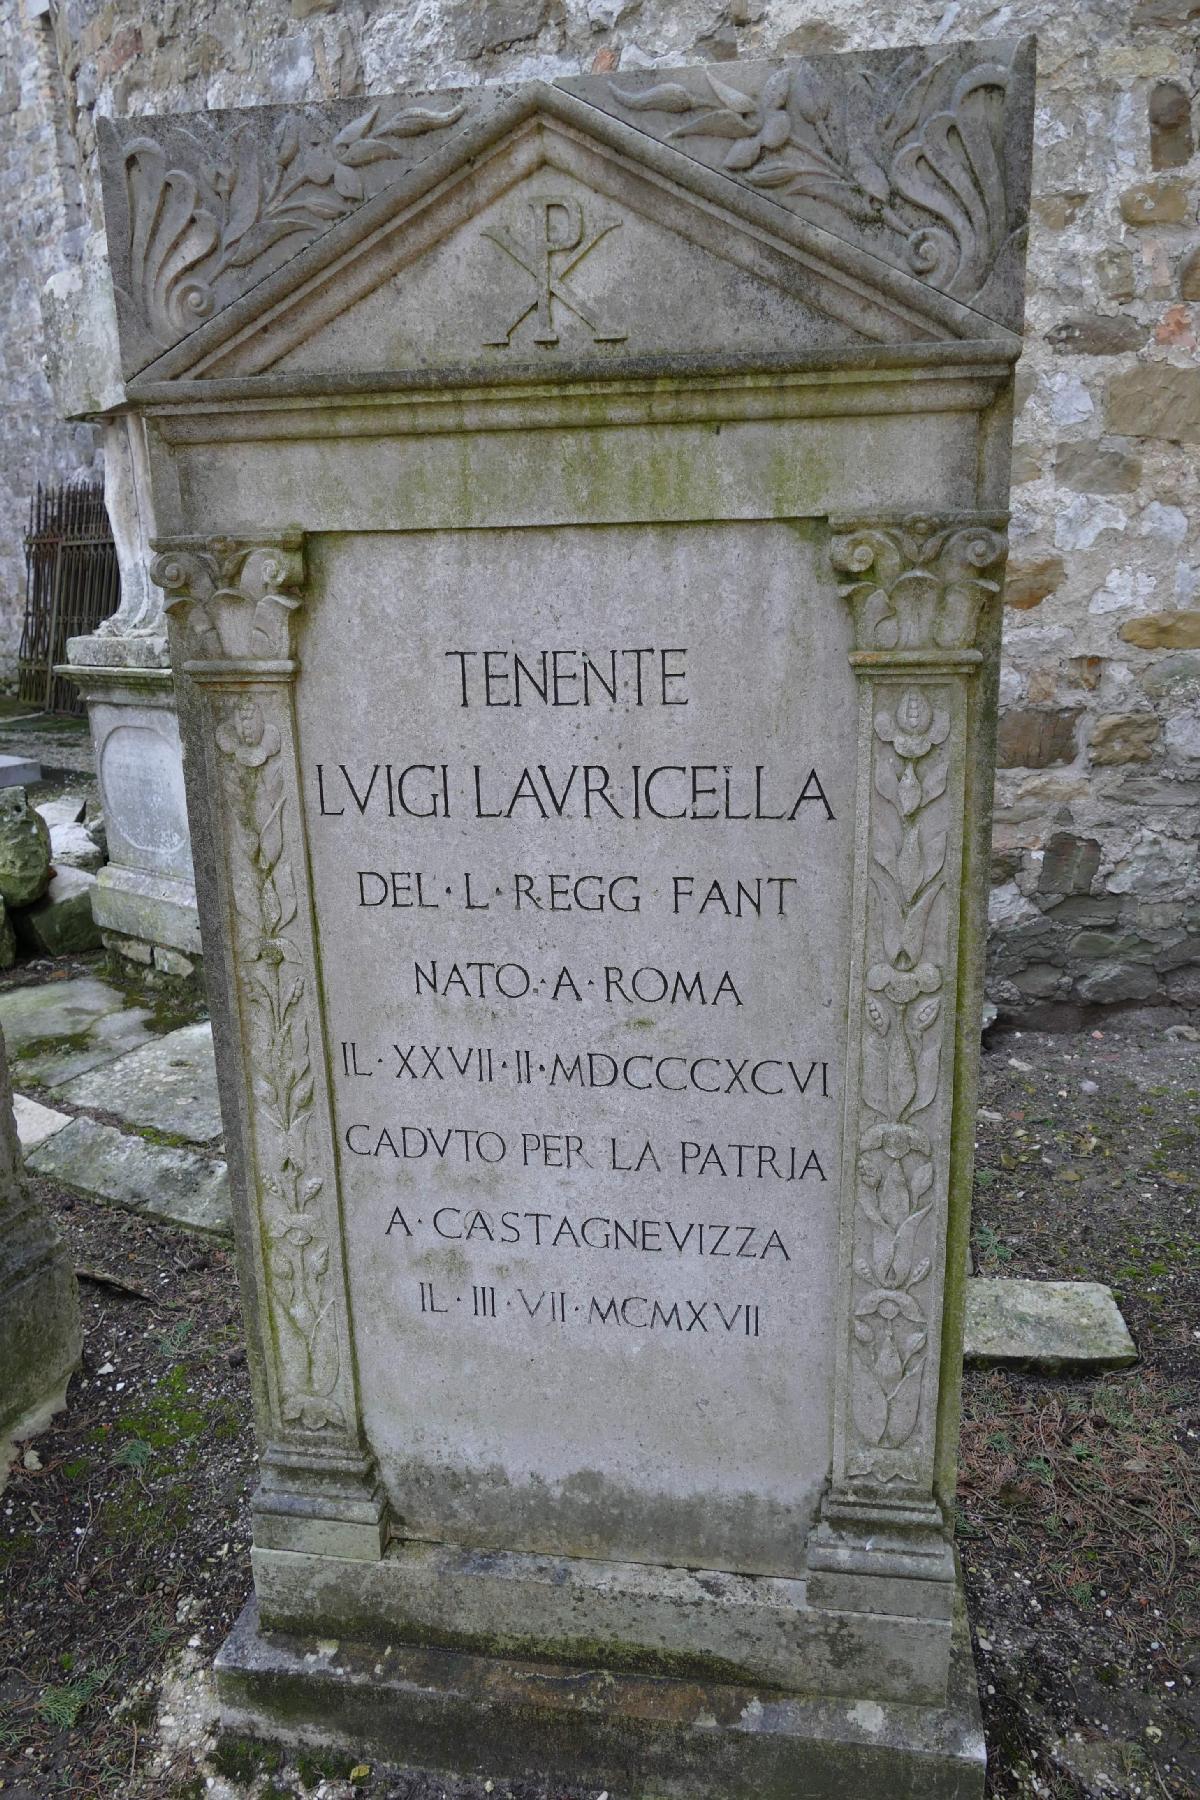 TENENTE
LVIGI LAVRICELLA
DEL·L·REGG FANT
NATO·A·ROMA
IL·XXVII·II·MDCCCXCVI
CADVTO PER LA PATRIA
A·CASTAGNEVIZZA
IL·III·VII·MCMXVII